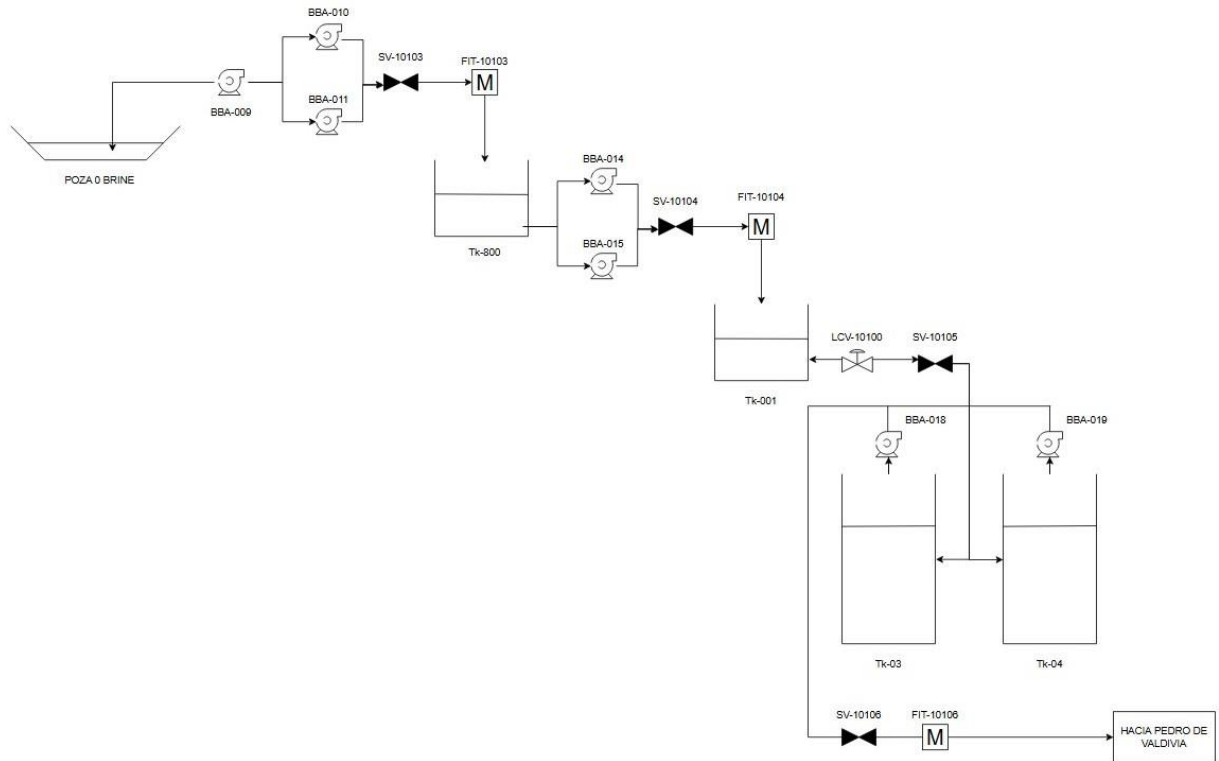 BBA-010
SV-10103
FIT-10103
M
BBA-009
BBA-011
POZA 0 BRINE
BBA-014
SV-10104
FIT-10104
M
Tk-800
BBA-015
LCV-10100
SV-10105
Tk-001
BBA-018
BBA-019
Tk-03
Tk-04
SV-10106
FIT-10106
M
HACIA PEDRO DE
VALDIVIA